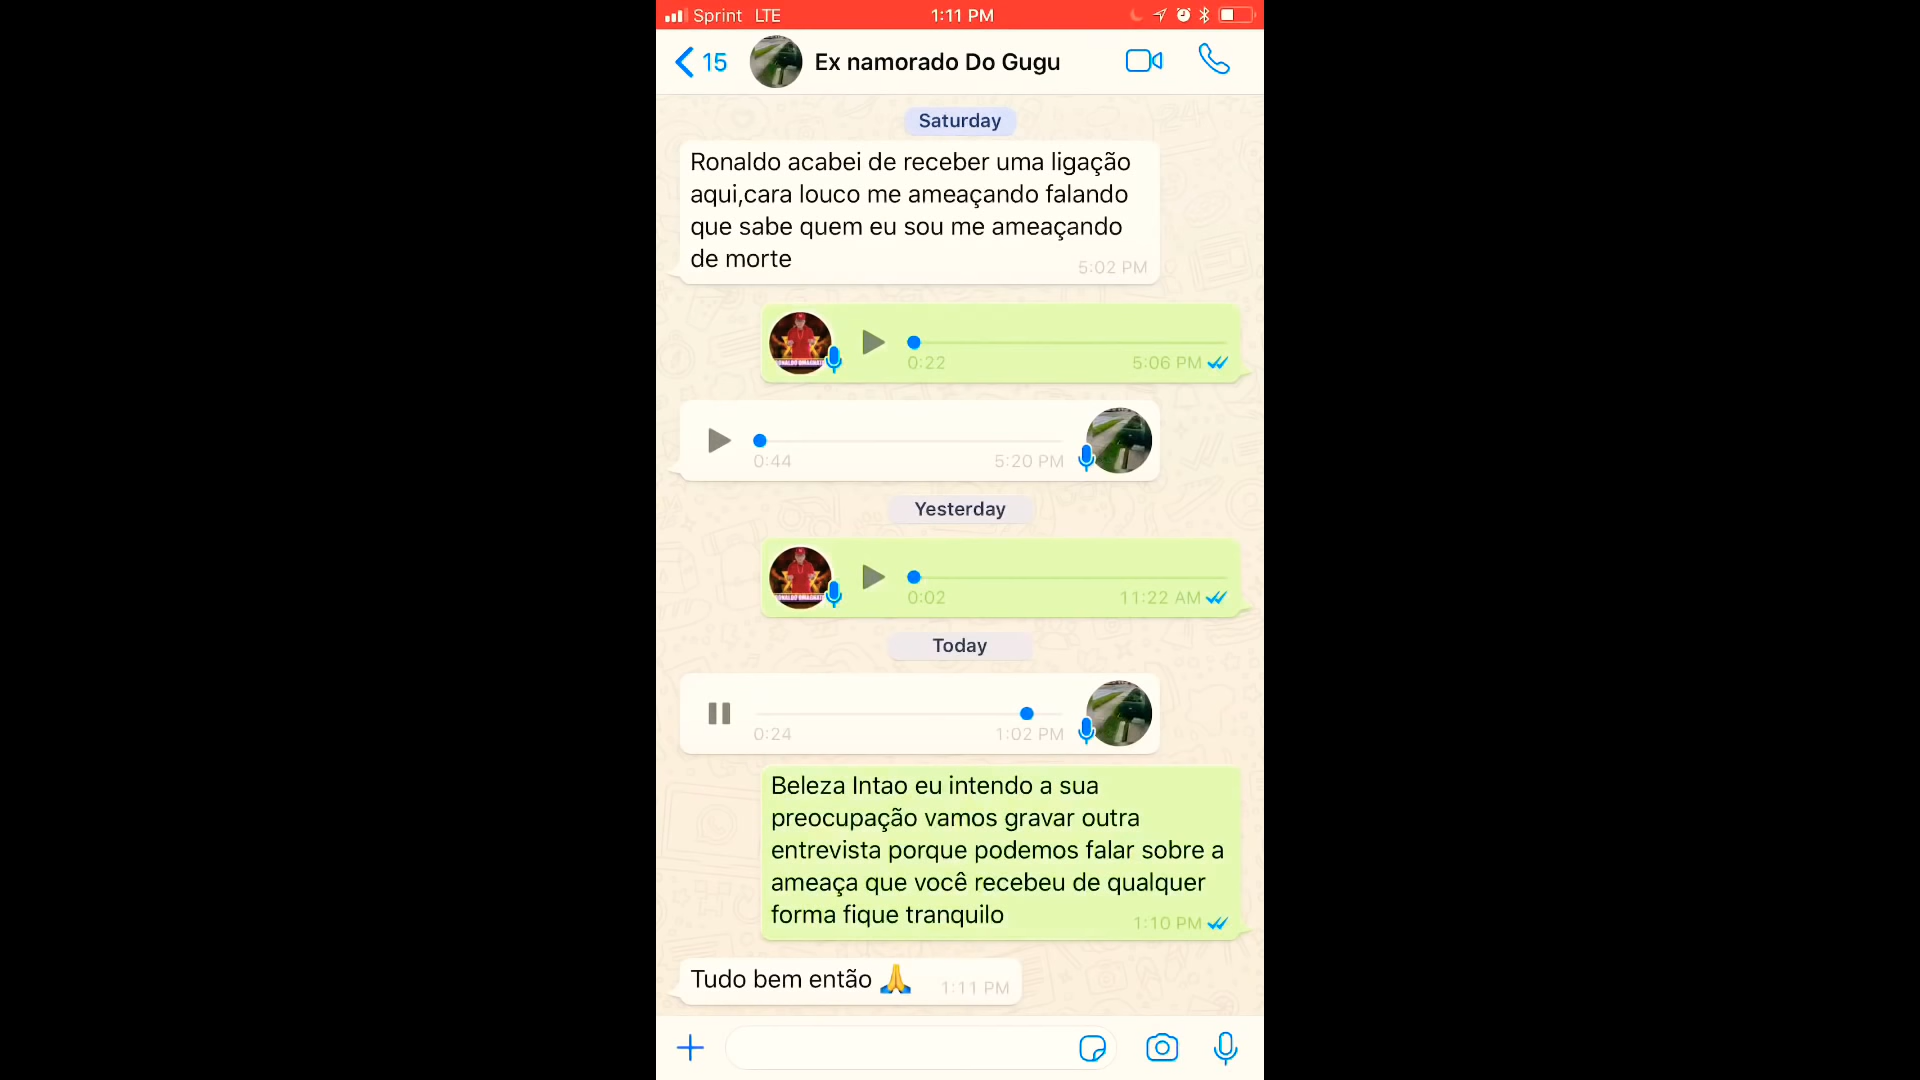 Sprint LTE 1:11 PM
15 Ex namorado Do Gugu
Saturday
Ronaldo acabei de receber uma ligação
aqui,cara louco me ameaçando falando
que sabe quem eu sou me ameaçando
de morte
5:02 PM
0:22 5:06 PM
0:44 5:20 PM
Yesterday
0:02 11:22 AM
Today
0:24 1:02 PM
Beleza Intao eu intendo a sua
preocupação vamos gravar outra
entrevista porque podemos falar sobre a
ameaça que você recebeu de qualquer
forma fique tranquilo
1:10 PM
Tudo bem então 🙏 1:11 PM